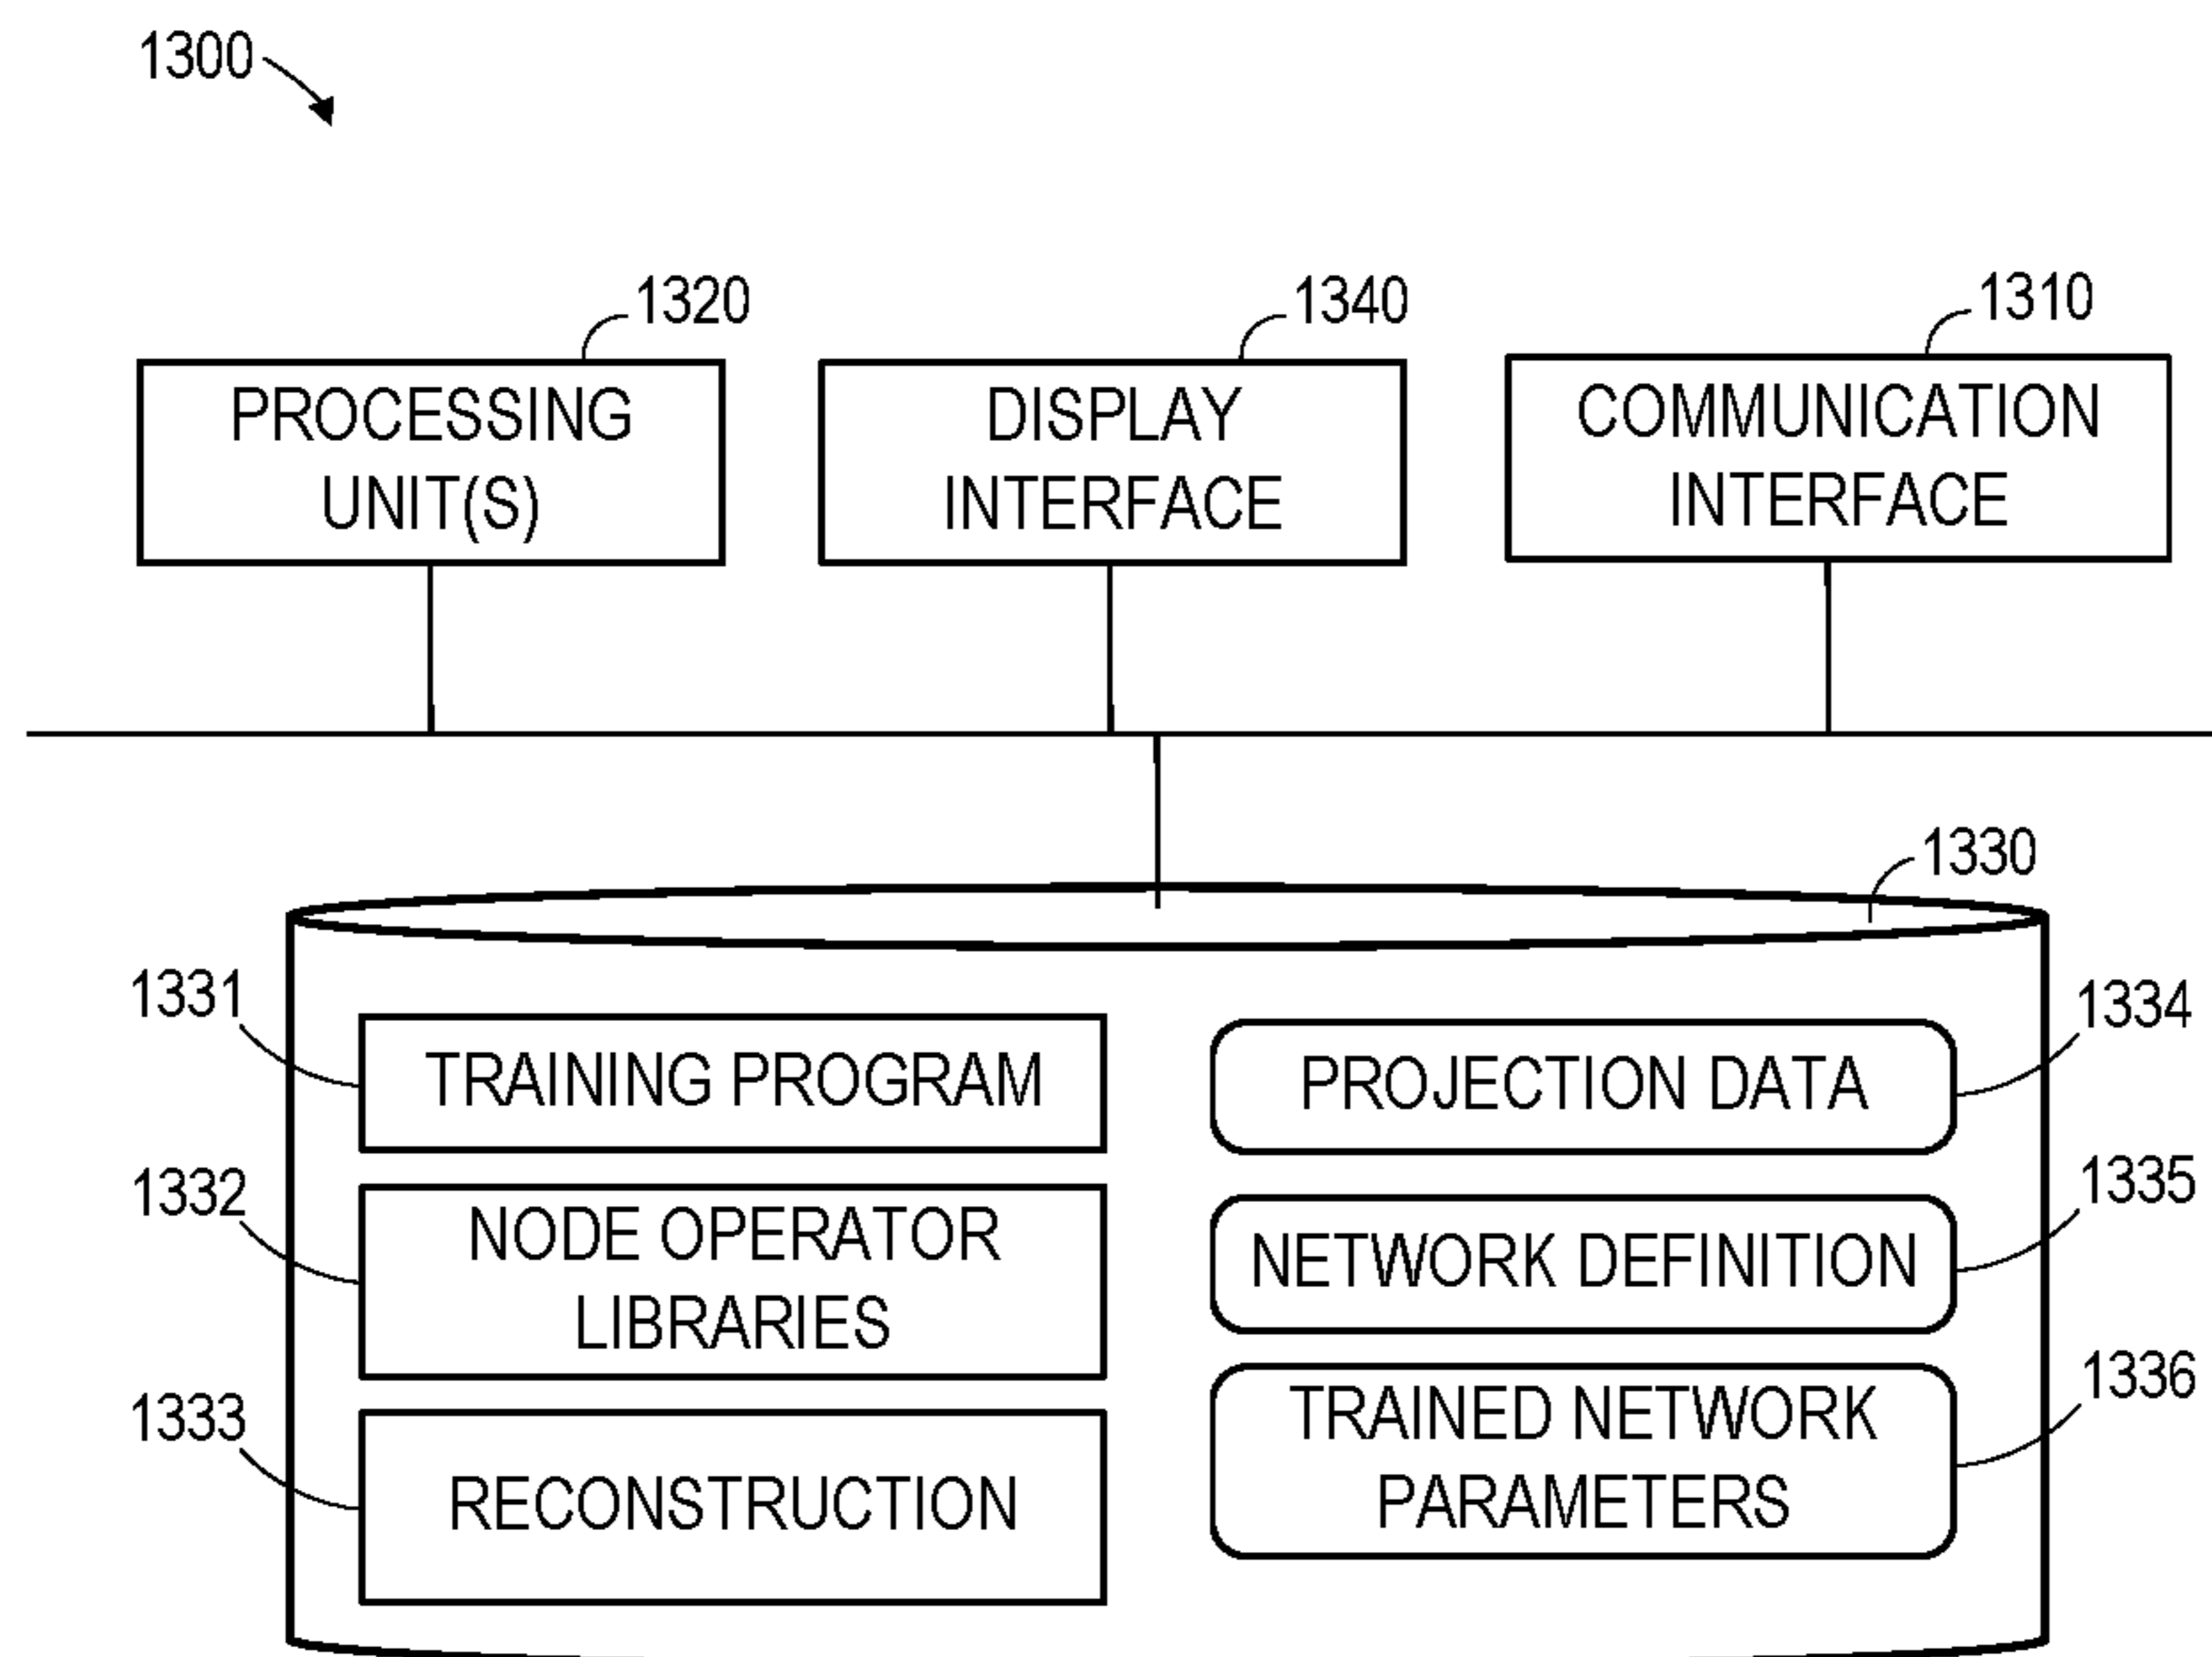 1300
1320
1340
1310
PROCESSING
UNIT(S)
DISPLAY
INTERFACE
COMMUNICATION
INTERFACE
1330
1331
TRAINING PROGRAM
1332
NODE OPERATOR
LIBRARIES
1333
RECONSTRUCTION
PROJECTION DATA
1334
NETWORK DEFINITION
1335
TRAINED NETWORK
PARAMETERS
1336